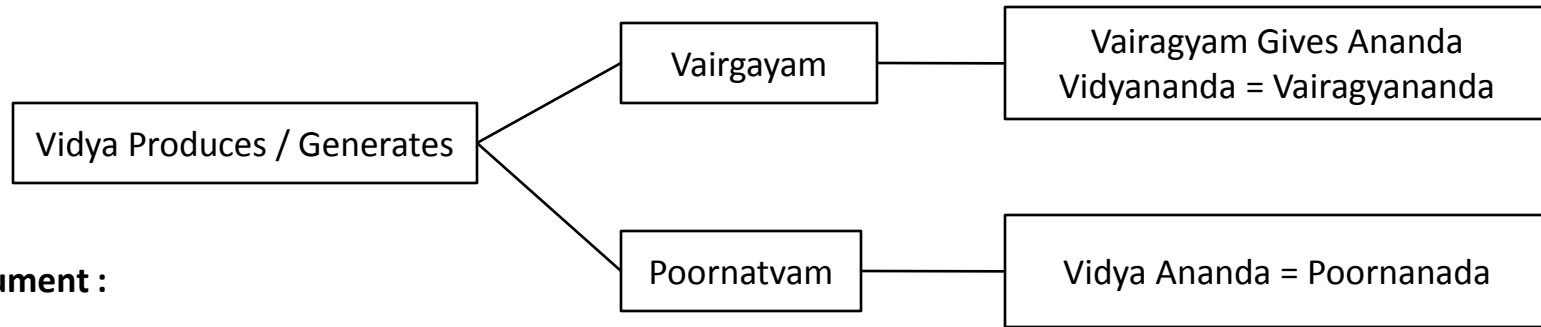 Vairgayam
Vairagyam Gives Ananda
Vidyananda = Vairagyananda
Vidya Produces / Generates
Poornatvam
Vidya Ananda = Poornanada
ument :